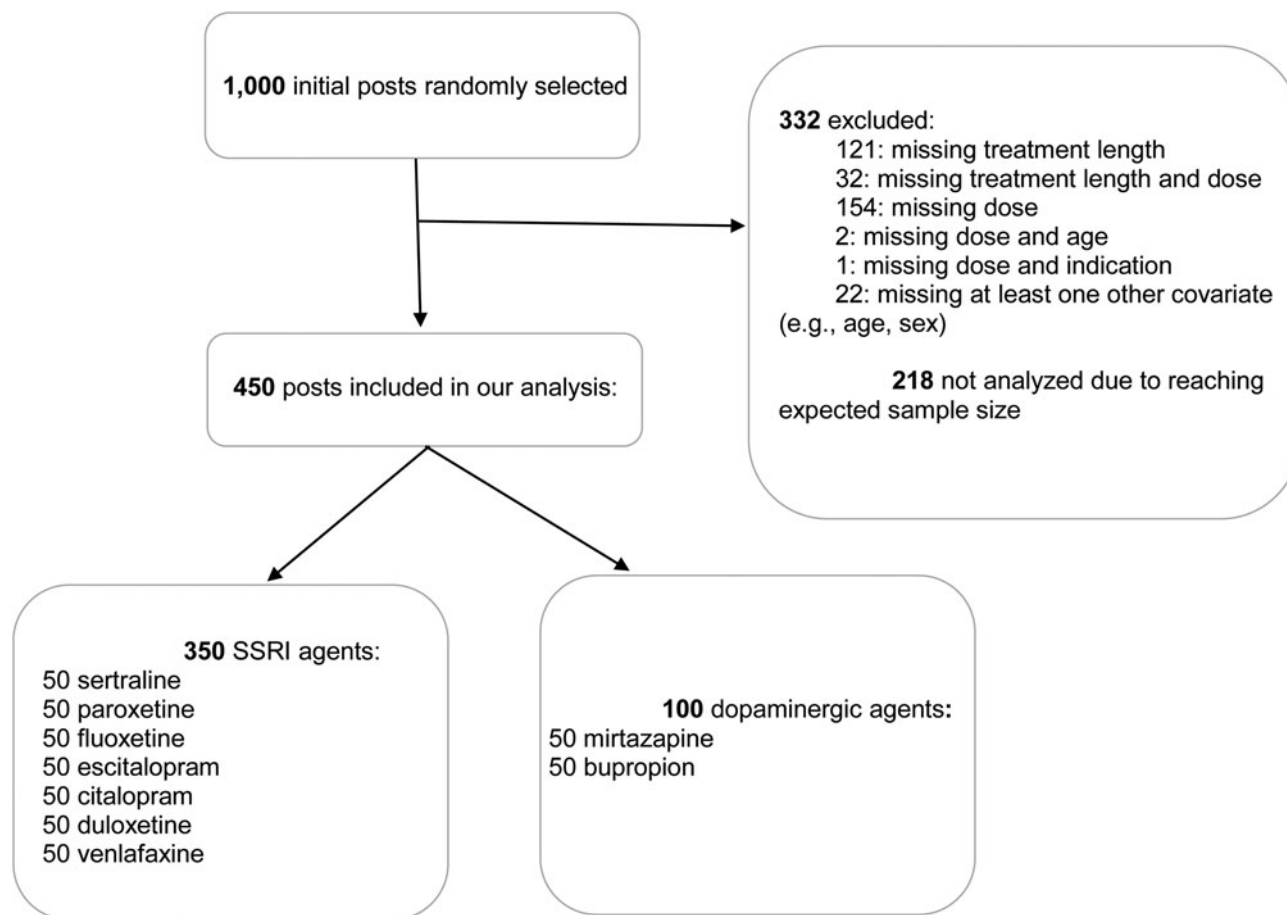 1,000 initial posts randomly selected
332 excluded:
121: missing treatment length
32: missing treatment length and dose
154: missing dose
2: missing dose and age
1: missing dose and indication
22: missing at least one other covariate
(e.g., age, sex)
218 not analyzed due to reaching
expected sample size
450 posts included in our analysis:
350 SSRI agents:
50 sertraline
50 paroxetine
50 fluoxetine
50 escitalopram
50 citalopram
50 duloxetine
50 venlafaxine
100 dopaminergic agents:
50 mirtazapine
50 bupropion